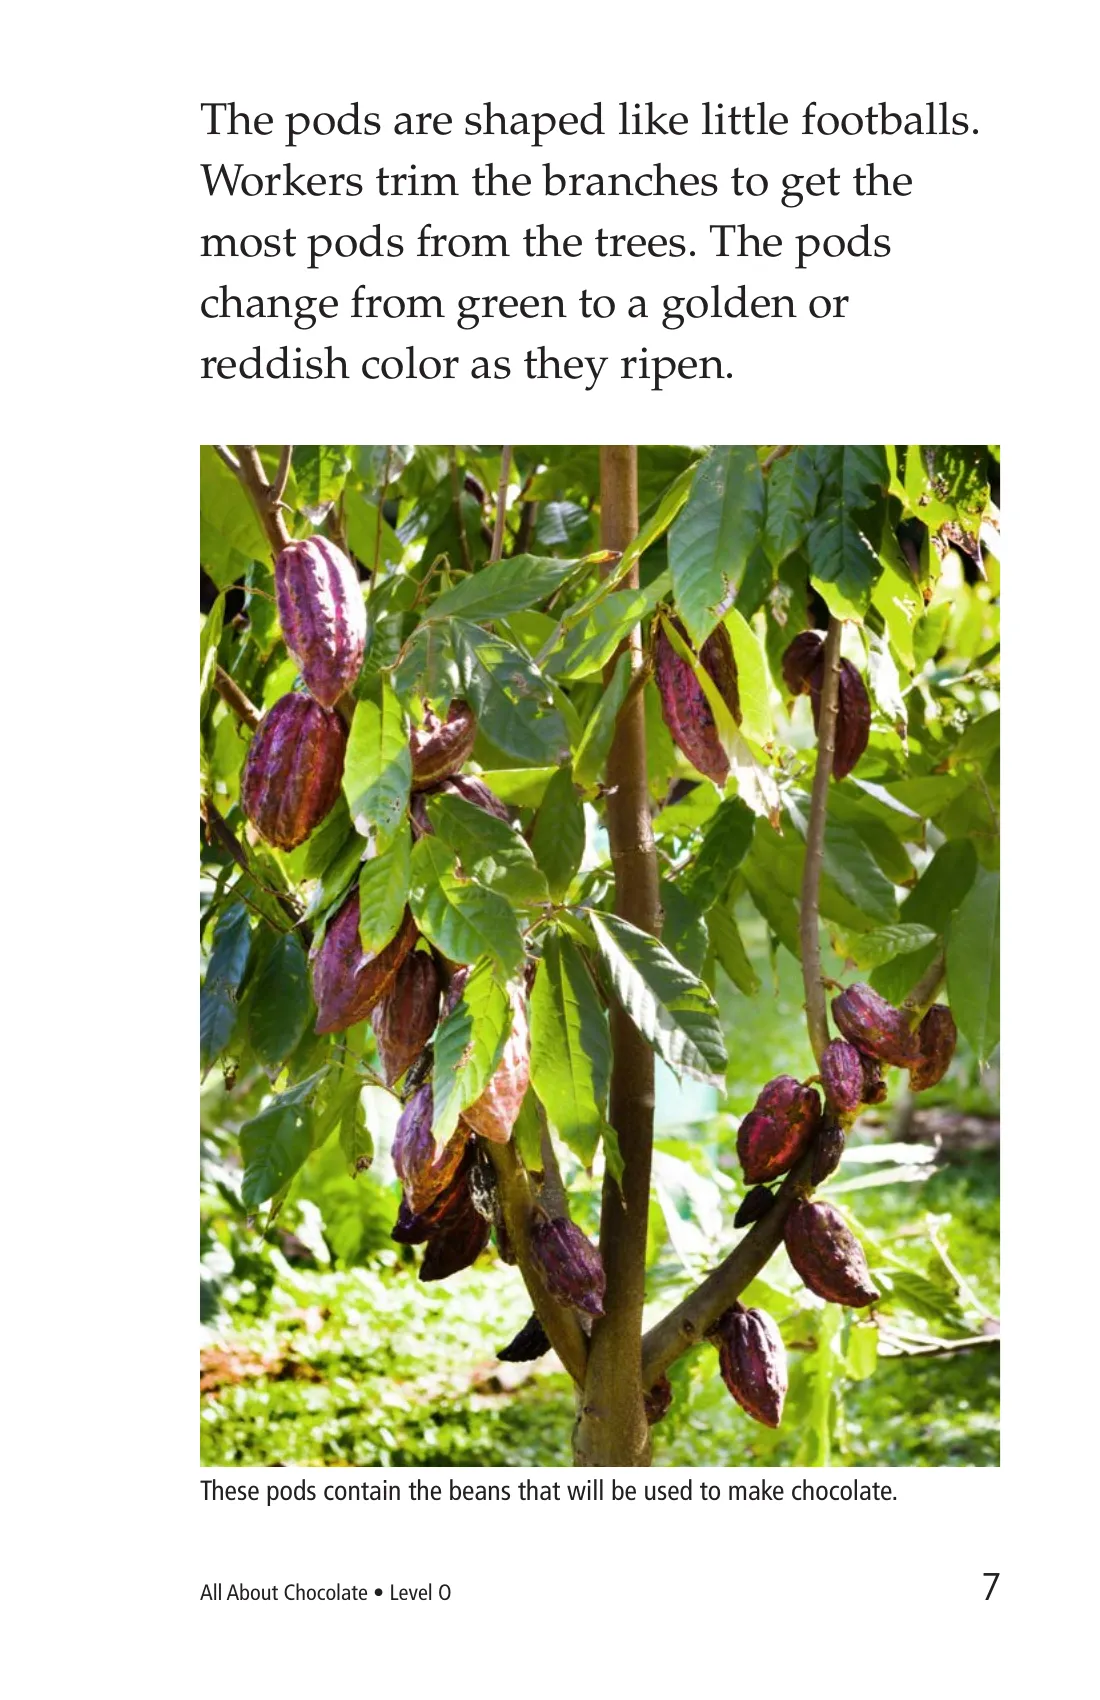 The pods are shaped like little footballs.
Workers trim the branches to get the
most pods from the trees. The pods
change from green to a golden or
reddish color as they ripen.
These pods contain the beans that will be used to make chocolate.
All About Chocolate • Level O
7